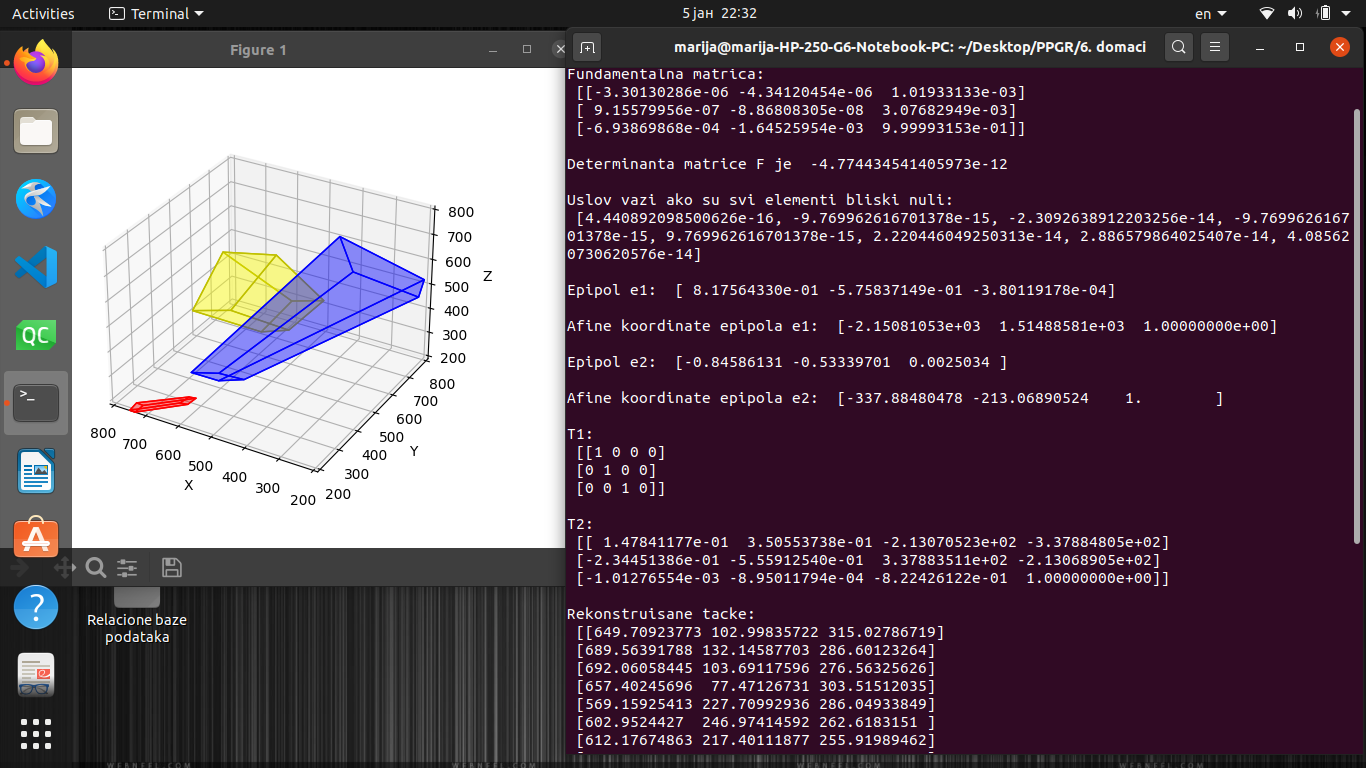 Activities
Terminal
5 јан 22:32
en
Figure 1
800
700
600
500
400
300
200
Z
800
700
600
500
400
300
200
Y
800
700
600
500
400
300
200
X
Relacione baze
podataka
marija@marija-HP-250-G6-Notebook-PC: ~/Desktop/PPGR/6. domaci
Fundamentalna matrica:
[[-3.30130286e-06 -4.34120454e-06  1.01933133e-03]
[ 9.15579956e-07 -8.86808305e-08  3.07682949e-03]
[-6.93869868e-04 -1.64525954e-03  9.99993153e-01]]
Determinanta matrice F je  -4.774434541405973e-12
Uslov vazi ako su svi elementi bliski nuli:
[4.440892098500626e-16, -9.769962616701378e-15, -2.3092638912203256e-14, -9.7699626167
01378e-15, 9.769962616701378e-15, 2.220446049250313e-14, 2.886579864025407e-14, 4.08562
0730620576e-14]
Epipol e1:  [ 8.17564330e-01 -5.75837149e-01 -3.80119178e-04]
Afine koordinate epipola e1:  [-2.15081053e+03  1.51488581e+03  1.00000000e+00]
Epipol e2:  [-0.84586131 -0.53339701  0.0025034 ]
Afine koordinate epipola e2:  [-337.88480478 -213.06890524    1.        ]
T1:
[[1 0 0 0]
[0 1 0 0]
[0 0 1 0]]
T2:
[[ 1.47841177e-01  3.50553738e-01 -2.13070523e+02 -3.37884805e+02]
[-2.34451386e-01 -5.55912540e-01  3.37883511e+02 -2.13068905e+02]
[-1.01276554e-03 -8.95011794e-04 -8.22426122e-01  1.00000000e+00]]
Rekonstruisane tacke:
[[649.70923773 102.99835722 315.02786719]
[689.56391788 132.14587703 286.60123264]
[692.06058445 103.69117596 276.56325626]
[657.40245696  77.47126731 303.51512035]
[569.15925413 227.70992936 286.04933849]
[602.9524427  246.97414592 262.6183151 ]
[612.17674863 217.40111877 255.91989462]